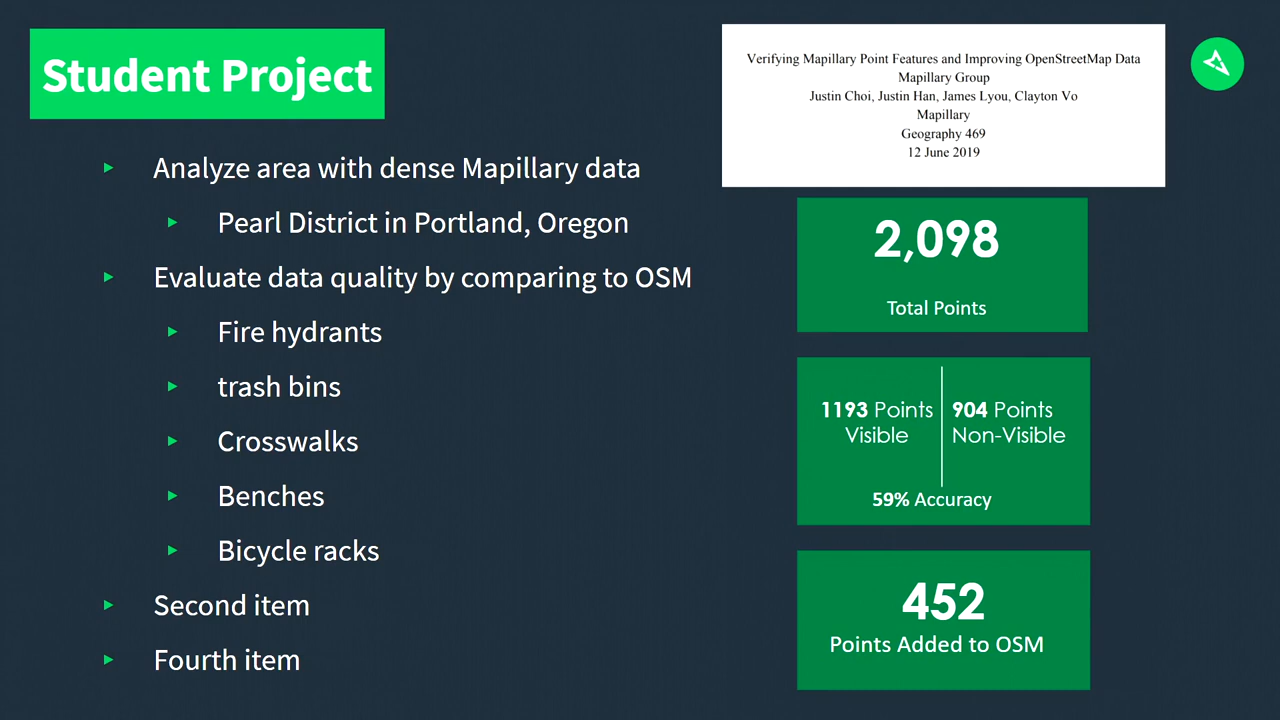 Student Project
Analyze area with dense Mapillary data
Pearl District in Portland, Oregon
Evaluate data quality by comparing to OSM
Fire hydrants
trash bins
Crosswalks
Benches
Bicycle racks
Second item
Fourth item
Verifying Mapillary Point Features and Improving OpenStreetMap Data
Mapillary Group
Justin Choi, Justin Han, James Lyou, Clayton Vo
Mapillary
Geography 469
12 June 2019
2,098
Total Points
1193 Points
Visible
904 Points
Non-Visible
59% Accuracy
452
Points Added to OSM